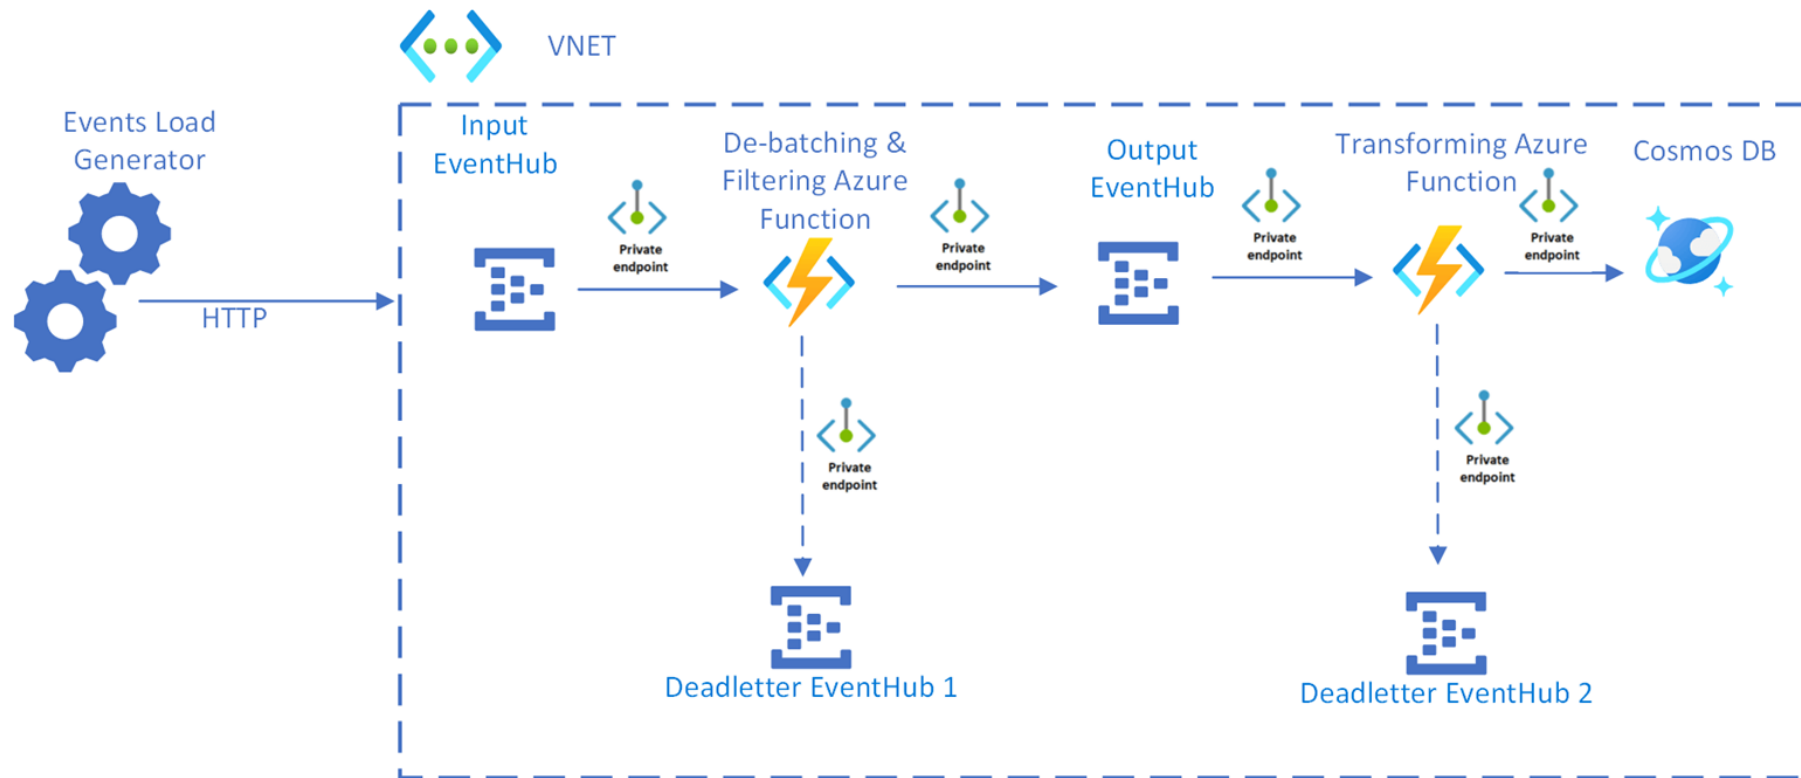 VNET
Events Load
Generator
HTTP
Input
EventHub
Private
endpoint
De-batching &
Filtering Azure
Function
Private
endpoint
Output
EventHub
Private
endpoint
Transforming Azure
Function
Private
endpoint
Cosmos DB
Private
endpoint
Private
endpoint
Deadletter EventHub 1
Deadletter EventHub 2